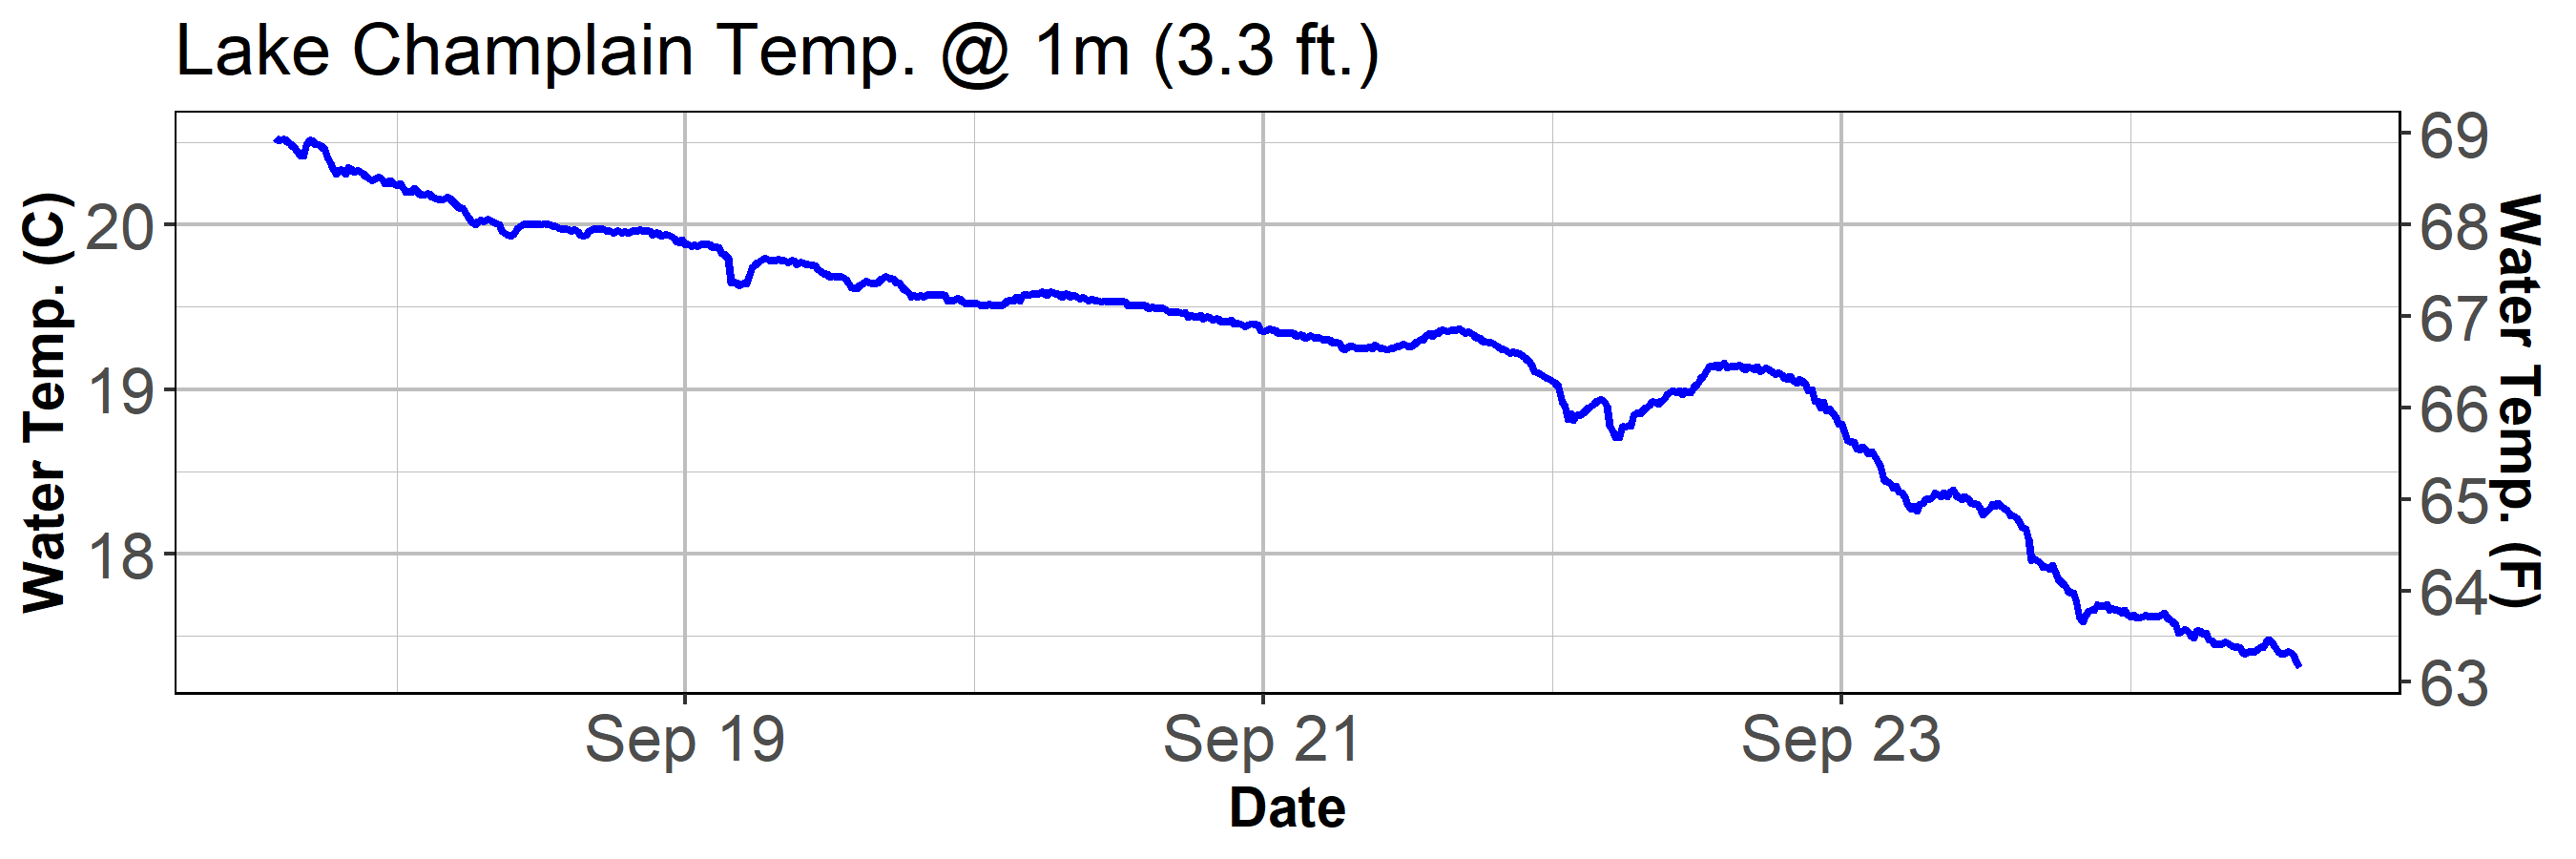 Lake Champlain Temp. @ 1m (3.3 ft.)
Water Temp. (C)
20
19
18
69
68
67
66
65
64
63
Water Temp. (F)
Sep 19
Sep 21
Sep 23
Date